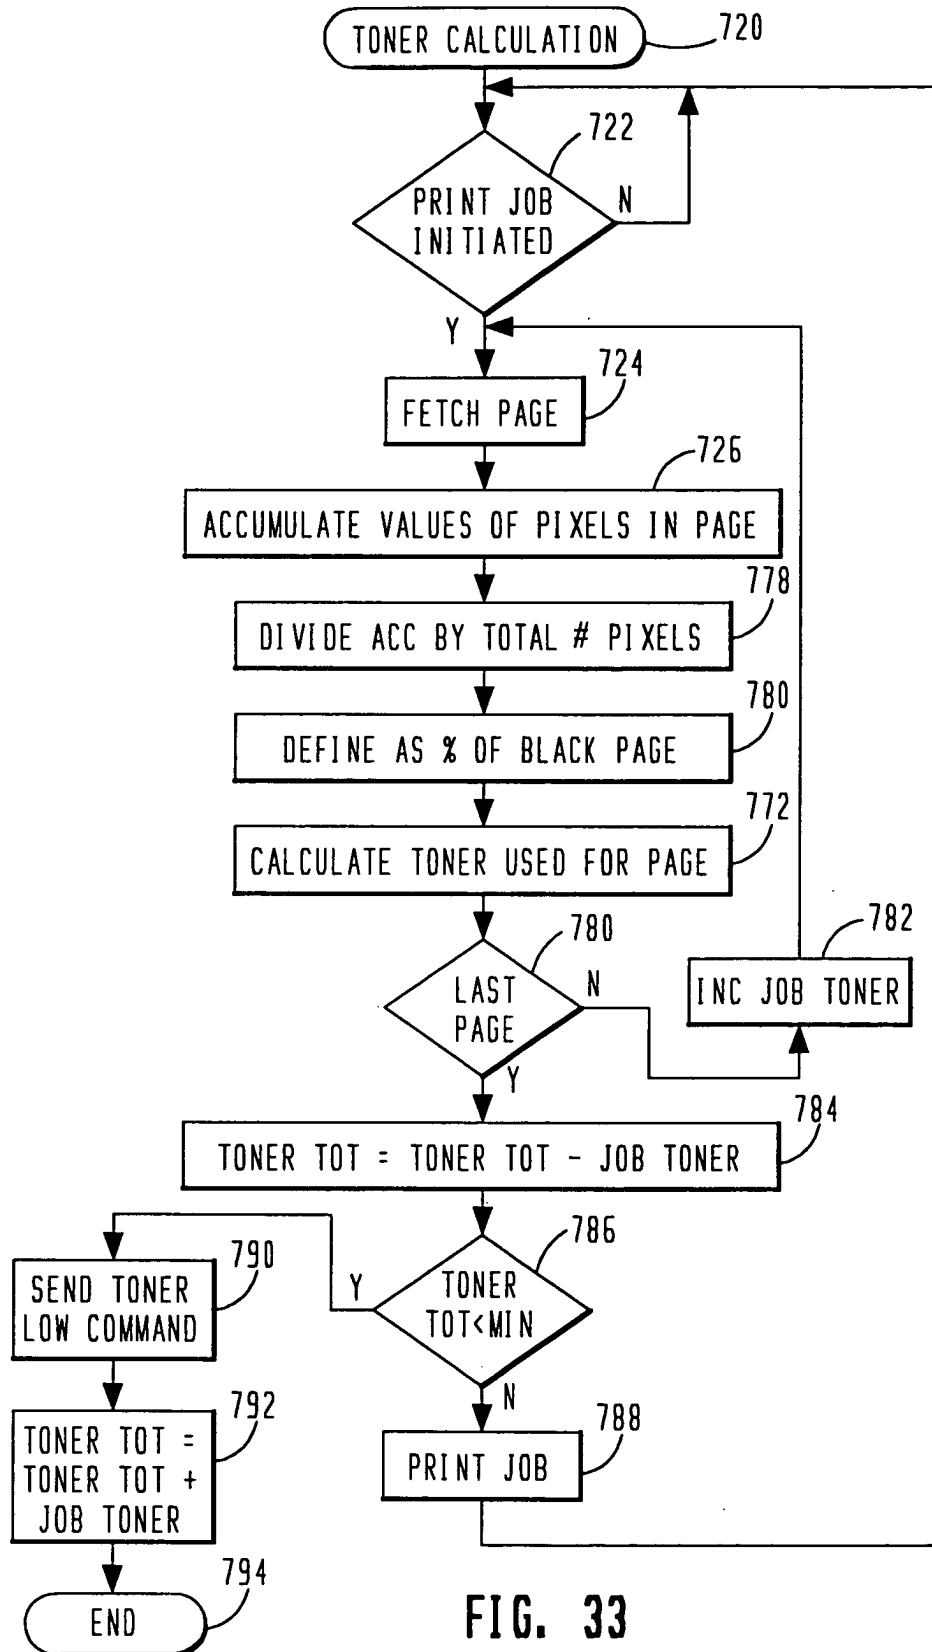 TONER CALCULATION
720
722
PRINT JOB
INITIATED
N
Y
724
FETCH PAGE
726
ACCUMULATE VALUES OF PIXELS IN PAGE
778
DIVIDE ACC BY TOTAL # PIXELS
780
DEFINE AS % OF BLACK PAGE
772
CALCULATE TONER USED FOR PAGE
780
LAST
PAGE
N
782
INC JOB TONER
Y
784
TONER TOT = TONER TOT - JOB TONER
786
TONER
TOT<MIN
Y
790
SEND TONER
LOW COMMAND
N
792
TONER TOT =
TONER TOT +
JOB TONER
788
PRINT JOB
794
END
FIG. 33